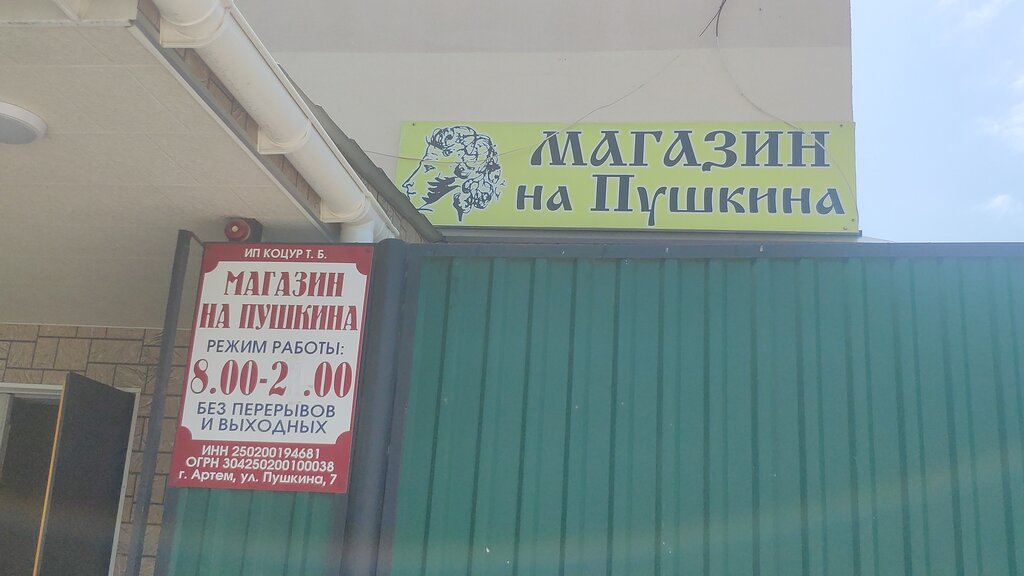 МАГАЗИН
на Пушкина
ИП КОЦУР Т. Б.
МАГАЗИН
НА ПУШКИНА
РЕЖИМ РАБОТЫ:
8.00-2 .00
БЕЗ ПЕРЕРЫВОВ
И ВЫХОДНЫХ
ИНН 250200194681
ОГРН 304250200100038
г. Артем, ул. Пушкина, 7